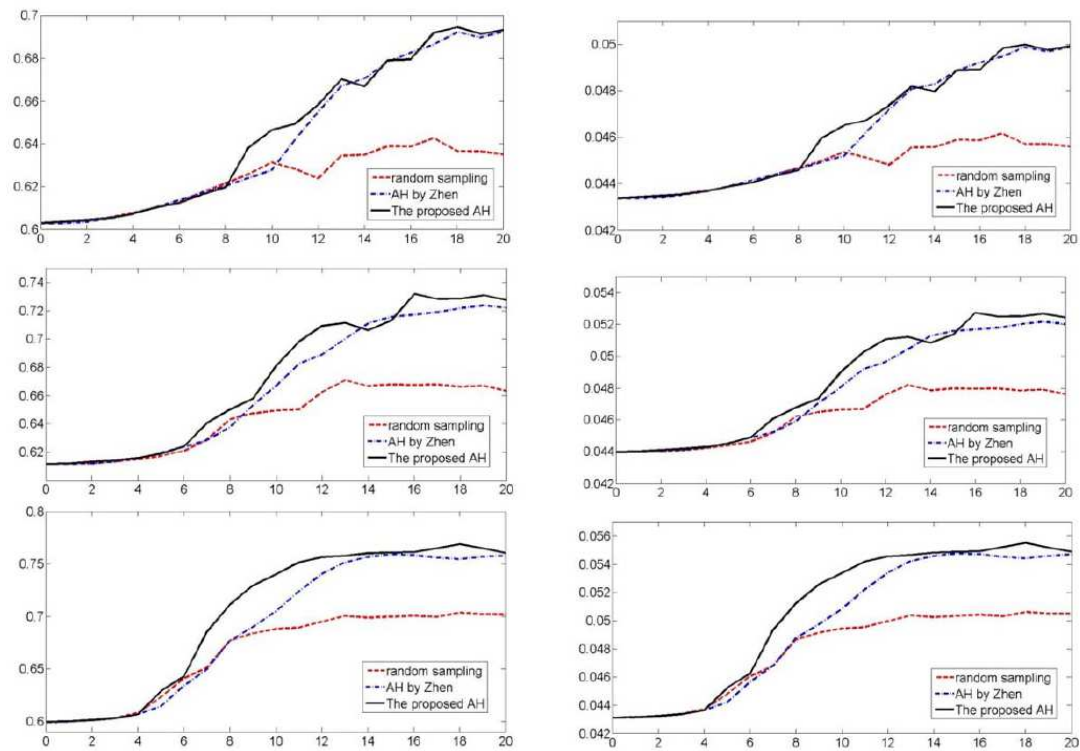 0.7
0.68
0.66
0.64
0.62
0.6
0 2 4 6 8 10 12 14 16 18 20
random sampling
AH by Zhen
The proposed AH
0.05
0.048
0.046
0.044
0.042
0 2 4 6 8 10 12 14 16 18 20
random sampling
AH by Zhen
The proposed AH
0.74
0.72
0.7
0.68
0.66
0.64
0.62
0 2 4 6 8 10 12 14 16 18 20
random sampling
AH by Zhen
The proposed AH
0.054
0.052
0.05
0.048
0.046
0.044
0.042
0 2 4 6 8 10 12 14 16 18 20
random sampling
AH by Zhen
The proposed AH
0.8
0.75
0.7
0.65
0.6
0 2 4 6 8 10 12 14 16 18 20
random sampling
AH by Zhen
The proposed AH
0.056
0.054
0.052
0.05
0.048
0.046
0.044
0.042
0 2 4 6 8 10 12 14 16 18 20
random sampling
AH by Zhen
The proposed AH